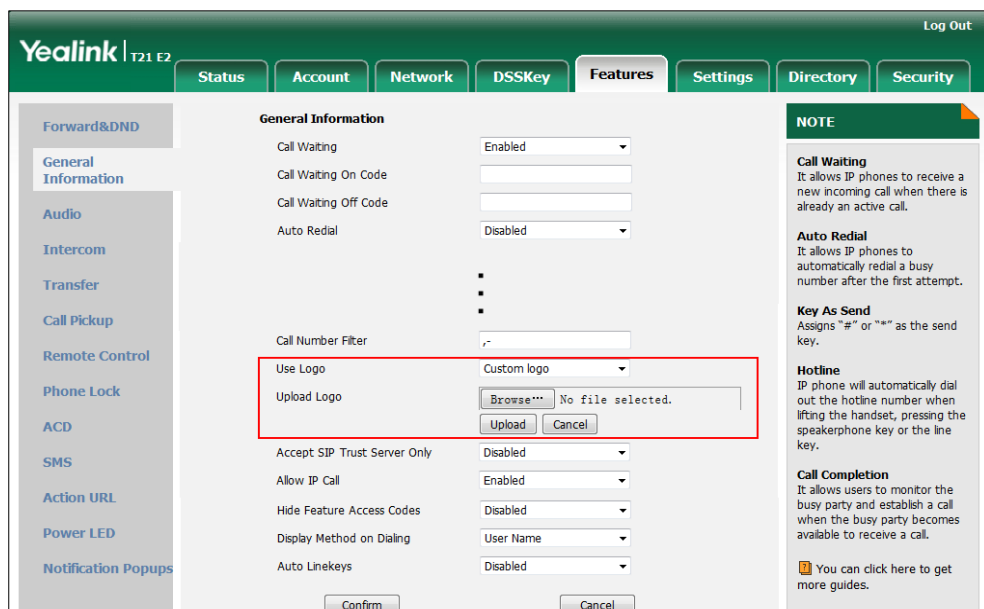 Log Out
Yealink T21 E2
Status Account Network DSSKey Features Settings Directory Security
Forward&DND
General
Information
Audio
Intercom
Transfer
Call Pickup
Remote Control
Phone Lock
ACD
SMS
Action URL
Power LED
Notification Popups
General Information
Call Waiting Enabled
Call Waiting On Code
Call Waiting Off Code
Auto Redial Disabled
Call Number Filter ,-
Use Logo Custom logo
Upload Logo Browse… No file selected.
Upload Cancel
Accept SIP Trust Server Only Disabled
Allow IP Call Enabled
Hide Feature Access Codes Disabled
Display Method on Dialing User Name
Auto Linekeys Disabled
Confirm Cancel
NOTE
Call Waiting
It allows IP phones to receive a
new incoming call when there is
already an active call.
Auto Redial
It allows IP phones to
automatically redial a busy
number after the first attempt.
Key As Send
Assigns "#" or "*" as the send
key.
Hotline
IP phone will automatically dial
out the hotline number when
lifting the handset, pressing the
speakerphone key or the line
key.
Call Completion
It allows users to monitor the
busy party and establish a call
when the busy party becomes
available to receive a call.
? You can click here to get
more guides.